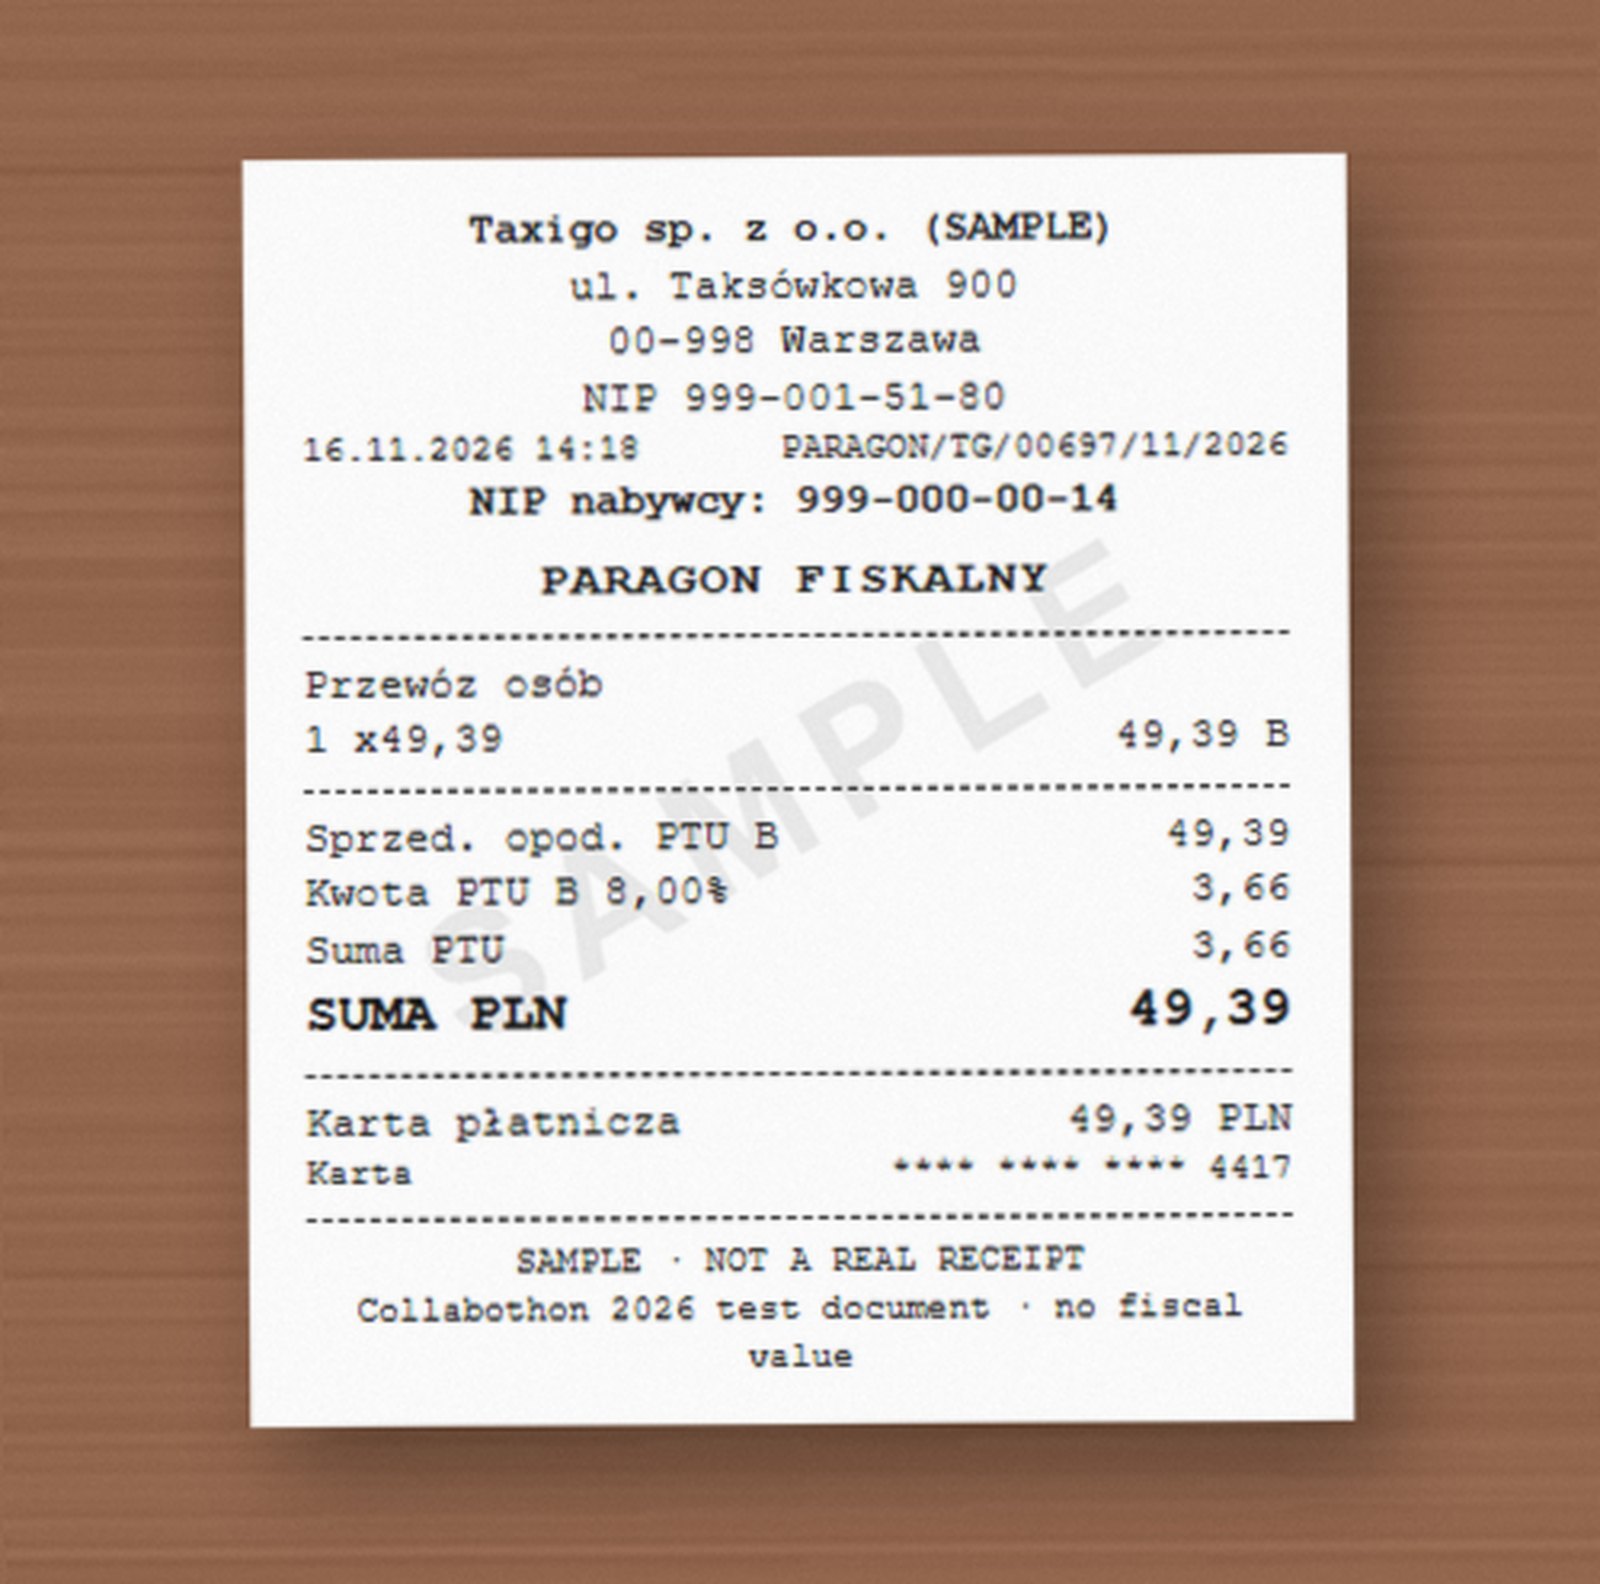 Taxigo sp. z o.o. (SAMPLE)
ul. Taksówkowa 900
00-998 Warszawa
NIP 999-001-51-80
16.11.2026 14:18 PARAGON/TG/00697/11/2026
NIP nabywcy: 999-000-00-14
PARAGON FISKALNY
Przewóz osób
1 x49,39 49,39 B
Sprzed. opod. PTU B 49,39
Kwota PTU B 8,00% 3,66
Suma PTU 3,66
SUMA PLN 49,39
Karta płatnicza 49,39 PLN
Karta **** **** **** 4417
SAMPLE · NOT A REAL RECEIPT
Collabothon 2026 test document · no fiscal
value
SAMPLE